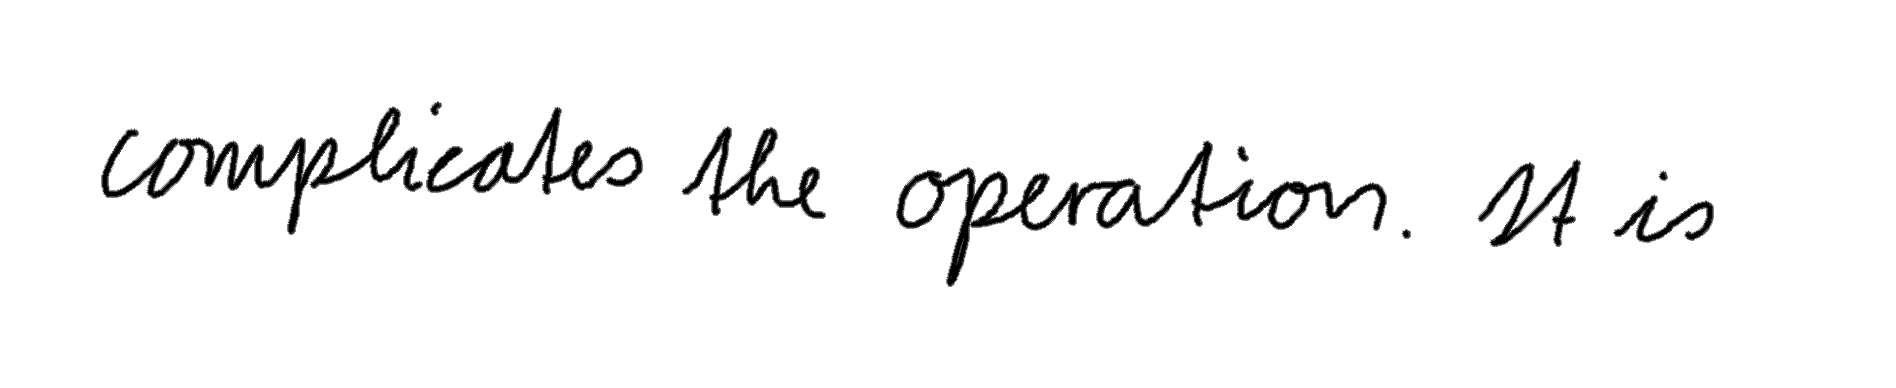 complicates the operation. It is